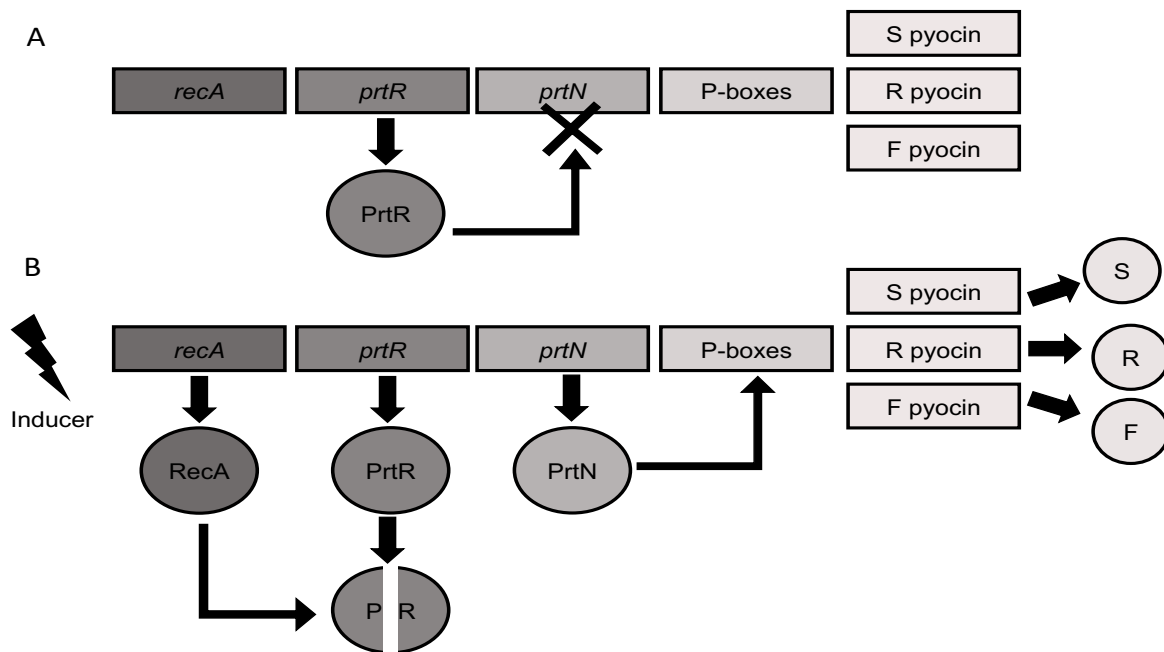 A
S pyocin
recA
prtR
prtN
P-boxes
R pyocin
F pyocin
PrtR
B
S
S pyocin
recA
prtR
prtN
P-boxes
R pyocin
R
Inducer
F pyocin
F
RecA
PrtR
PrtN
P R